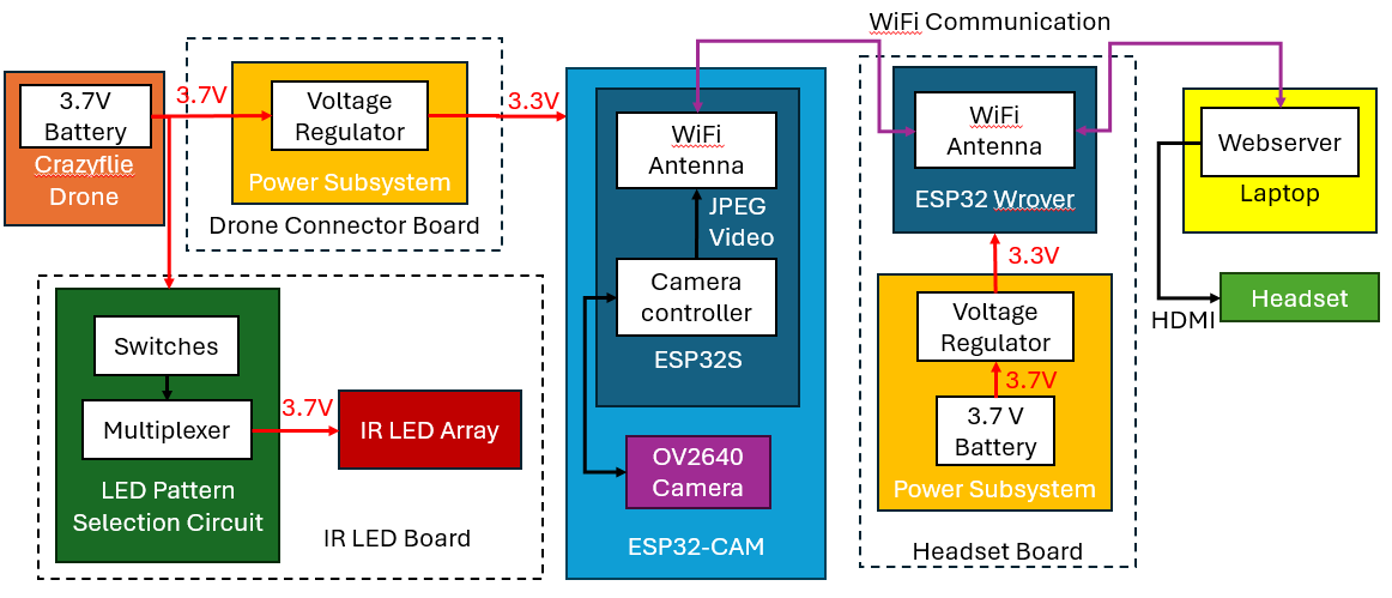 WiFi Communication
3.7V
Battery
Crazyflie
Drone
3.7V
Voltage
Regulator
Power Subsystem
Drone Connector Board
3.3V
WiFi
Antenna
JPEG
Video
Camera
controller
ESP32S
OV2640
Camera
ESP32-CAM
WiFi
Antenna
ESP32 Wrover
3.3V
Voltage
Regulator
3.7V
3.7 V
Battery
Power Subsystem
Headset Board
Webserver
Laptop
HDMI
Headset
Switches
Multiplexer
3.7V
IR LED Array
LED Pattern
Selection Circuit
IR LED Board